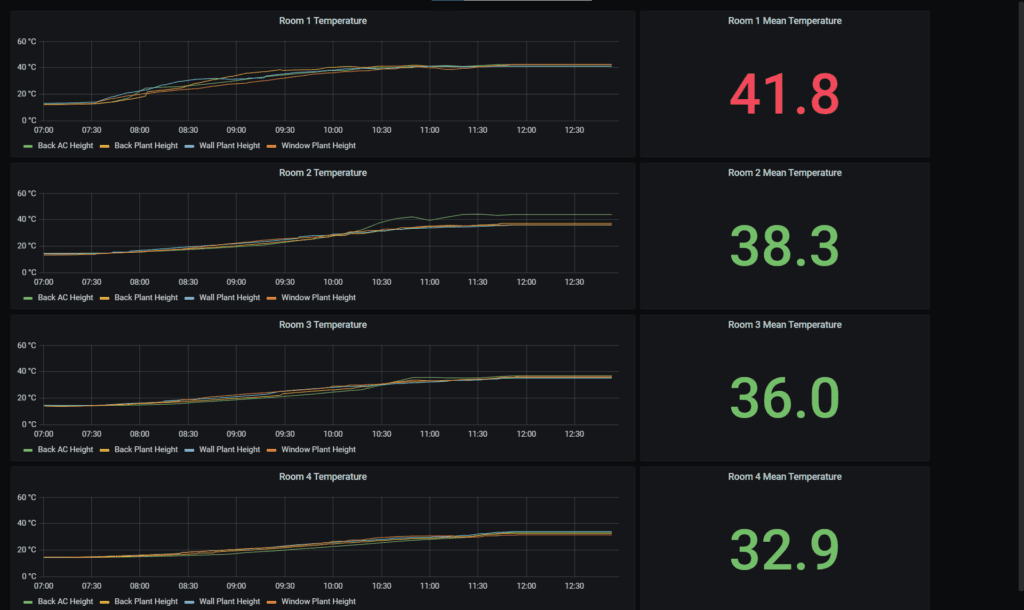 Room 1 Temperature
Room 1 Mean Temperature
60 °C
40 °C
20 °C
0 °C
07:00 07:30 08:00 08:30 09:00 09:30 10:00 10:30 11:00 11:30 12:00 12:30
Back AC Height Back Plant Height Wall Plant Height Window Plant Height
41.8
Room 2 Temperature
Room 2 Mean Temperature
60 °C
40 °C
20 °C
0 °C
07:00 07:30 08:00 08:30 09:00 09:30 10:00 10:30 11:00 11:30 12:00 12:30
Back AC Height Back Plant Height Wall Plant Height Window Plant Height
38.3
Room 3 Temperature
Room 3 Mean Temperature
60 °C
40 °C
20 °C
0 °C
07:00 07:30 08:00 08:30 09:00 09:30 10:00 10:30 11:00 11:30 12:00 12:30
Back AC Height Back Plant Height Wall Plant Height Window Plant Height
36.0
Room 4 Temperature
Room 4 Mean Temperature
60 °C
40 °C
20 °C
0 °C
07:00 07:30 08:00 08:30 09:00 09:30 10:00 10:30 11:00 11:30 12:00 12:30
Back AC Height Back Plant Height Wall Plant Height Window Plant Height
32.9